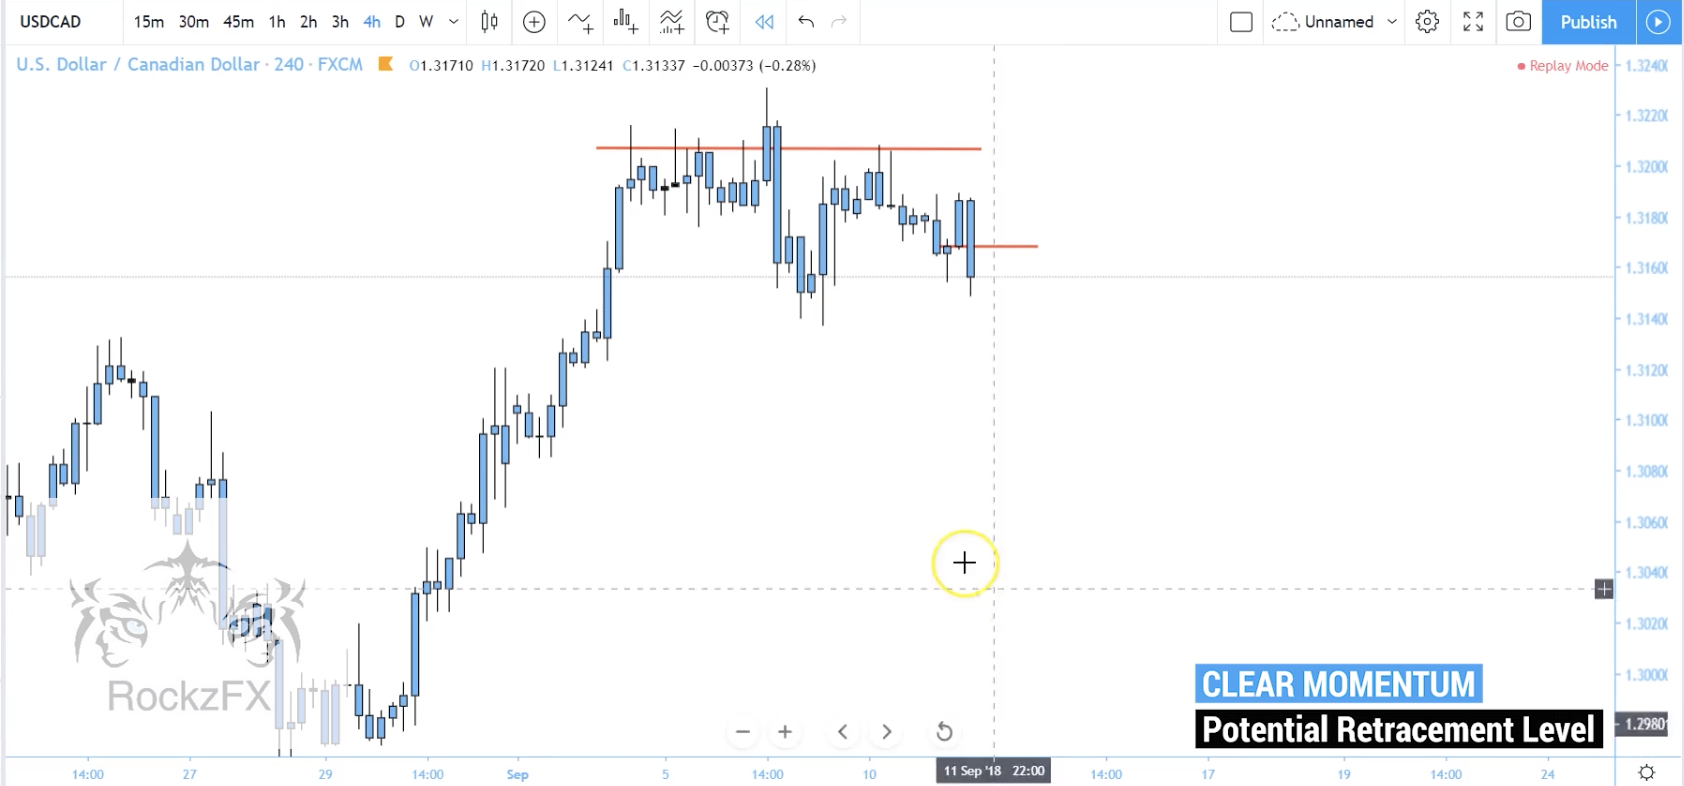 USDCAD 15m 30m 45m 1h 2h 3h 4h D W Unnamed Publish
U.S. Dollar / Canadian Dollar · 240 · FXCM O1.31710 H1.31720 L1.31241 C1.31337 −0.00373 (−0.28%) Replay Mode
1.3240
1.3220
1.3200
1.3180
1.3160
1.3140
1.3120
1.3100
1.3080
1.3060
1.3040
1.3020
1.3000
1.2980
RockzFX
CLEAR MOMENTUM
Potential Retracement Level
14:00 27 29 14:00 Sep 5 14:00 10 11 Sep '18 22:00 14:00 17 19 14:00 24